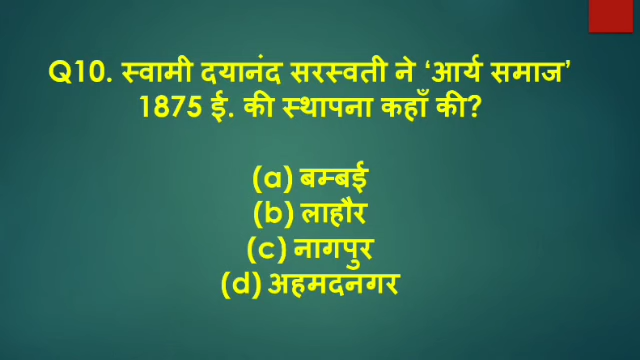 Q10. स्वामी दयानंद सरस्वती ने ‘आर्य समाज’
1875 ई. की स्थापना कहाँ की?
(a) बम्बई
(b) लाहौर
(c) नागपुर
(d) अहमदनगर